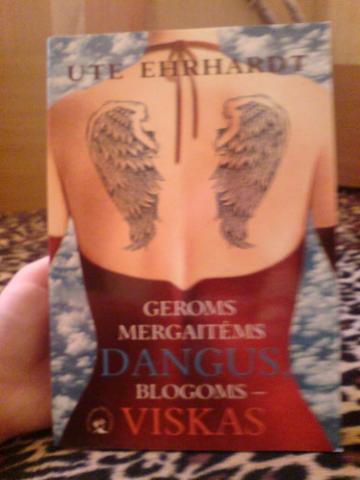 UTE EHRHARDT
GEROMS
MERGAITĖMS
DANGUS,
BLOGOMS –
VISKAS